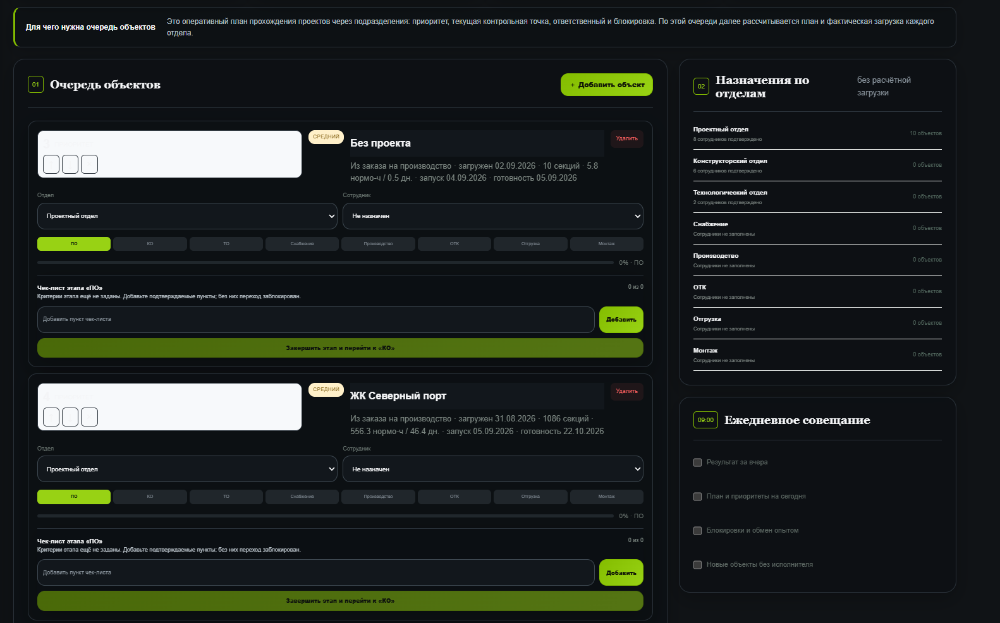 Для чего нужна очередь объектов
Это оперативный план прохождения проектов через подразделения: приоритет, текущая контрольная точка, ответственный и блокировка. По этой очереди далее рассчитывается план и фактическая загрузка каждого
отдела.
01
Очередь объектов
+ Добавить объект
3
СРЕДНИЙ
Без проекта
Удалить
Из заказа на производство · загружен 02.09.2026 · 10 секций · 5.8
нормо-ч / 0.5 дн. · запуск 04.09.2026 · готовность 05.09.2026
Отдел
Сотрудник
Проектный отдел
Не назначен
ПО
КО
ТО
Снабжение
Производство
ОТК
Отгрузка
Монтаж
0% · ПО
Чек-лист этапа «ПО»
0 из 0
Критерии этапа ещё не заданы. Добавьте подтверждаемые пункты; без них переход заблокирован.
Добавить пункт чек-листа
Добавить
Завершить этап и перейти к «КО»
4
СРЕДНИЙ
ЖК Северный порт
Удалить
Из заказа на производство · загружен 31.08.2026 · 1086 секций ·
556.3 нормо-ч / 46.4 дн. · запуск 05.09.2026 · готовность 22.10.2026
Отдел
Сотрудник
Проектный отдел
Не назначен
ПО
КО
ТО
Снабжение
Производство
ОТК
Отгрузка
Монтаж
0% · ПО
Чек-лист этапа «ПО»
0 из 0
Критерии этапа ещё не заданы. Добавьте подтверждаемые пункты; без них переход заблокирован.
Добавить пункт чек-листа
Добавить
Завершить этап и перейти к «КО»
02
Назначения по
отделам
без расчётной
загрузки
Проектный отдел
8 сотрудников подтверждено
10 объектов
Конструкторский отдел
6 сотрудников подтверждено
0 объектов
Технологический отдел
2 сотрудников подтверждено
0 объектов
Снабжение
Сотрудники не заполнены
0 объектов
Производство
Сотрудники не заполнены
0 объектов
ОТК
Сотрудники не заполнены
0 объектов
Отгрузка
Сотрудники не заполнены
0 объектов
Монтаж
Сотрудники не заполнены
0 объектов
09:00
Ежедневное совещание
Результат за вчера
План и приоритеты на сегодня
Блокировки и обмен опытом
Новые объекты без исполнителя